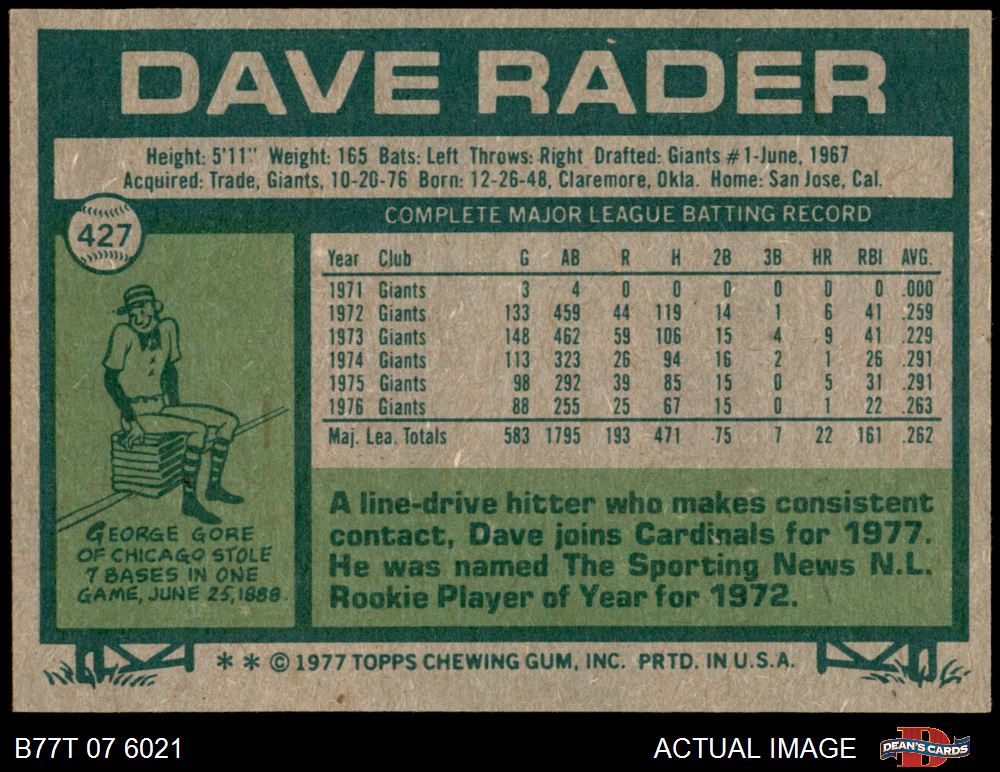 DAVE RADER
Height: 5'11" Weight: 165 Bats: Left Throws: Right Drafted: Giants #1-June, 1967
Acquired: Trade, Giants, 10-20-76 Born: 12-26-48, Claremore, Okla. Home: San Jose, Cal.
427
COMPLETE MAJOR LEAGUE BATTING RECORD
Year Club G AB R H 2B 3B HR RBI AVG.
1971 Giants 3 4 0 0 0 0 0 0 .000
1972 Giants 133 459 44 119 14 1 6 41 .259
1973 Giants 148 462 59 106 15 4 9 41 .229
1974 Giants 113 323 26 94 16 2 1 26 .291
1975 Giants 98 292 39 85 15 0 5 31 .291
1976 Giants 88 255 25 67 15 0 1 22 .263
Maj. Lea. Totals 583 1795 193 471 75 7 22 161 .262
GEORGE GORE
OF CHICAGO STOLE
7 BASES IN ONE
GAME, JUNE 25, 1888.
A line-drive hitter who makes consistent
contact, Dave joins Cardinals for 1977.
He was named The Sporting News N.L.
Rookie Player of Year for 1972.
* * © 1977 TOPPS CHEWING GUM, INC. PRTD. IN U.S.A.
B77T 07 6021
ACTUAL IMAGE
D
DEAN'S CARDS